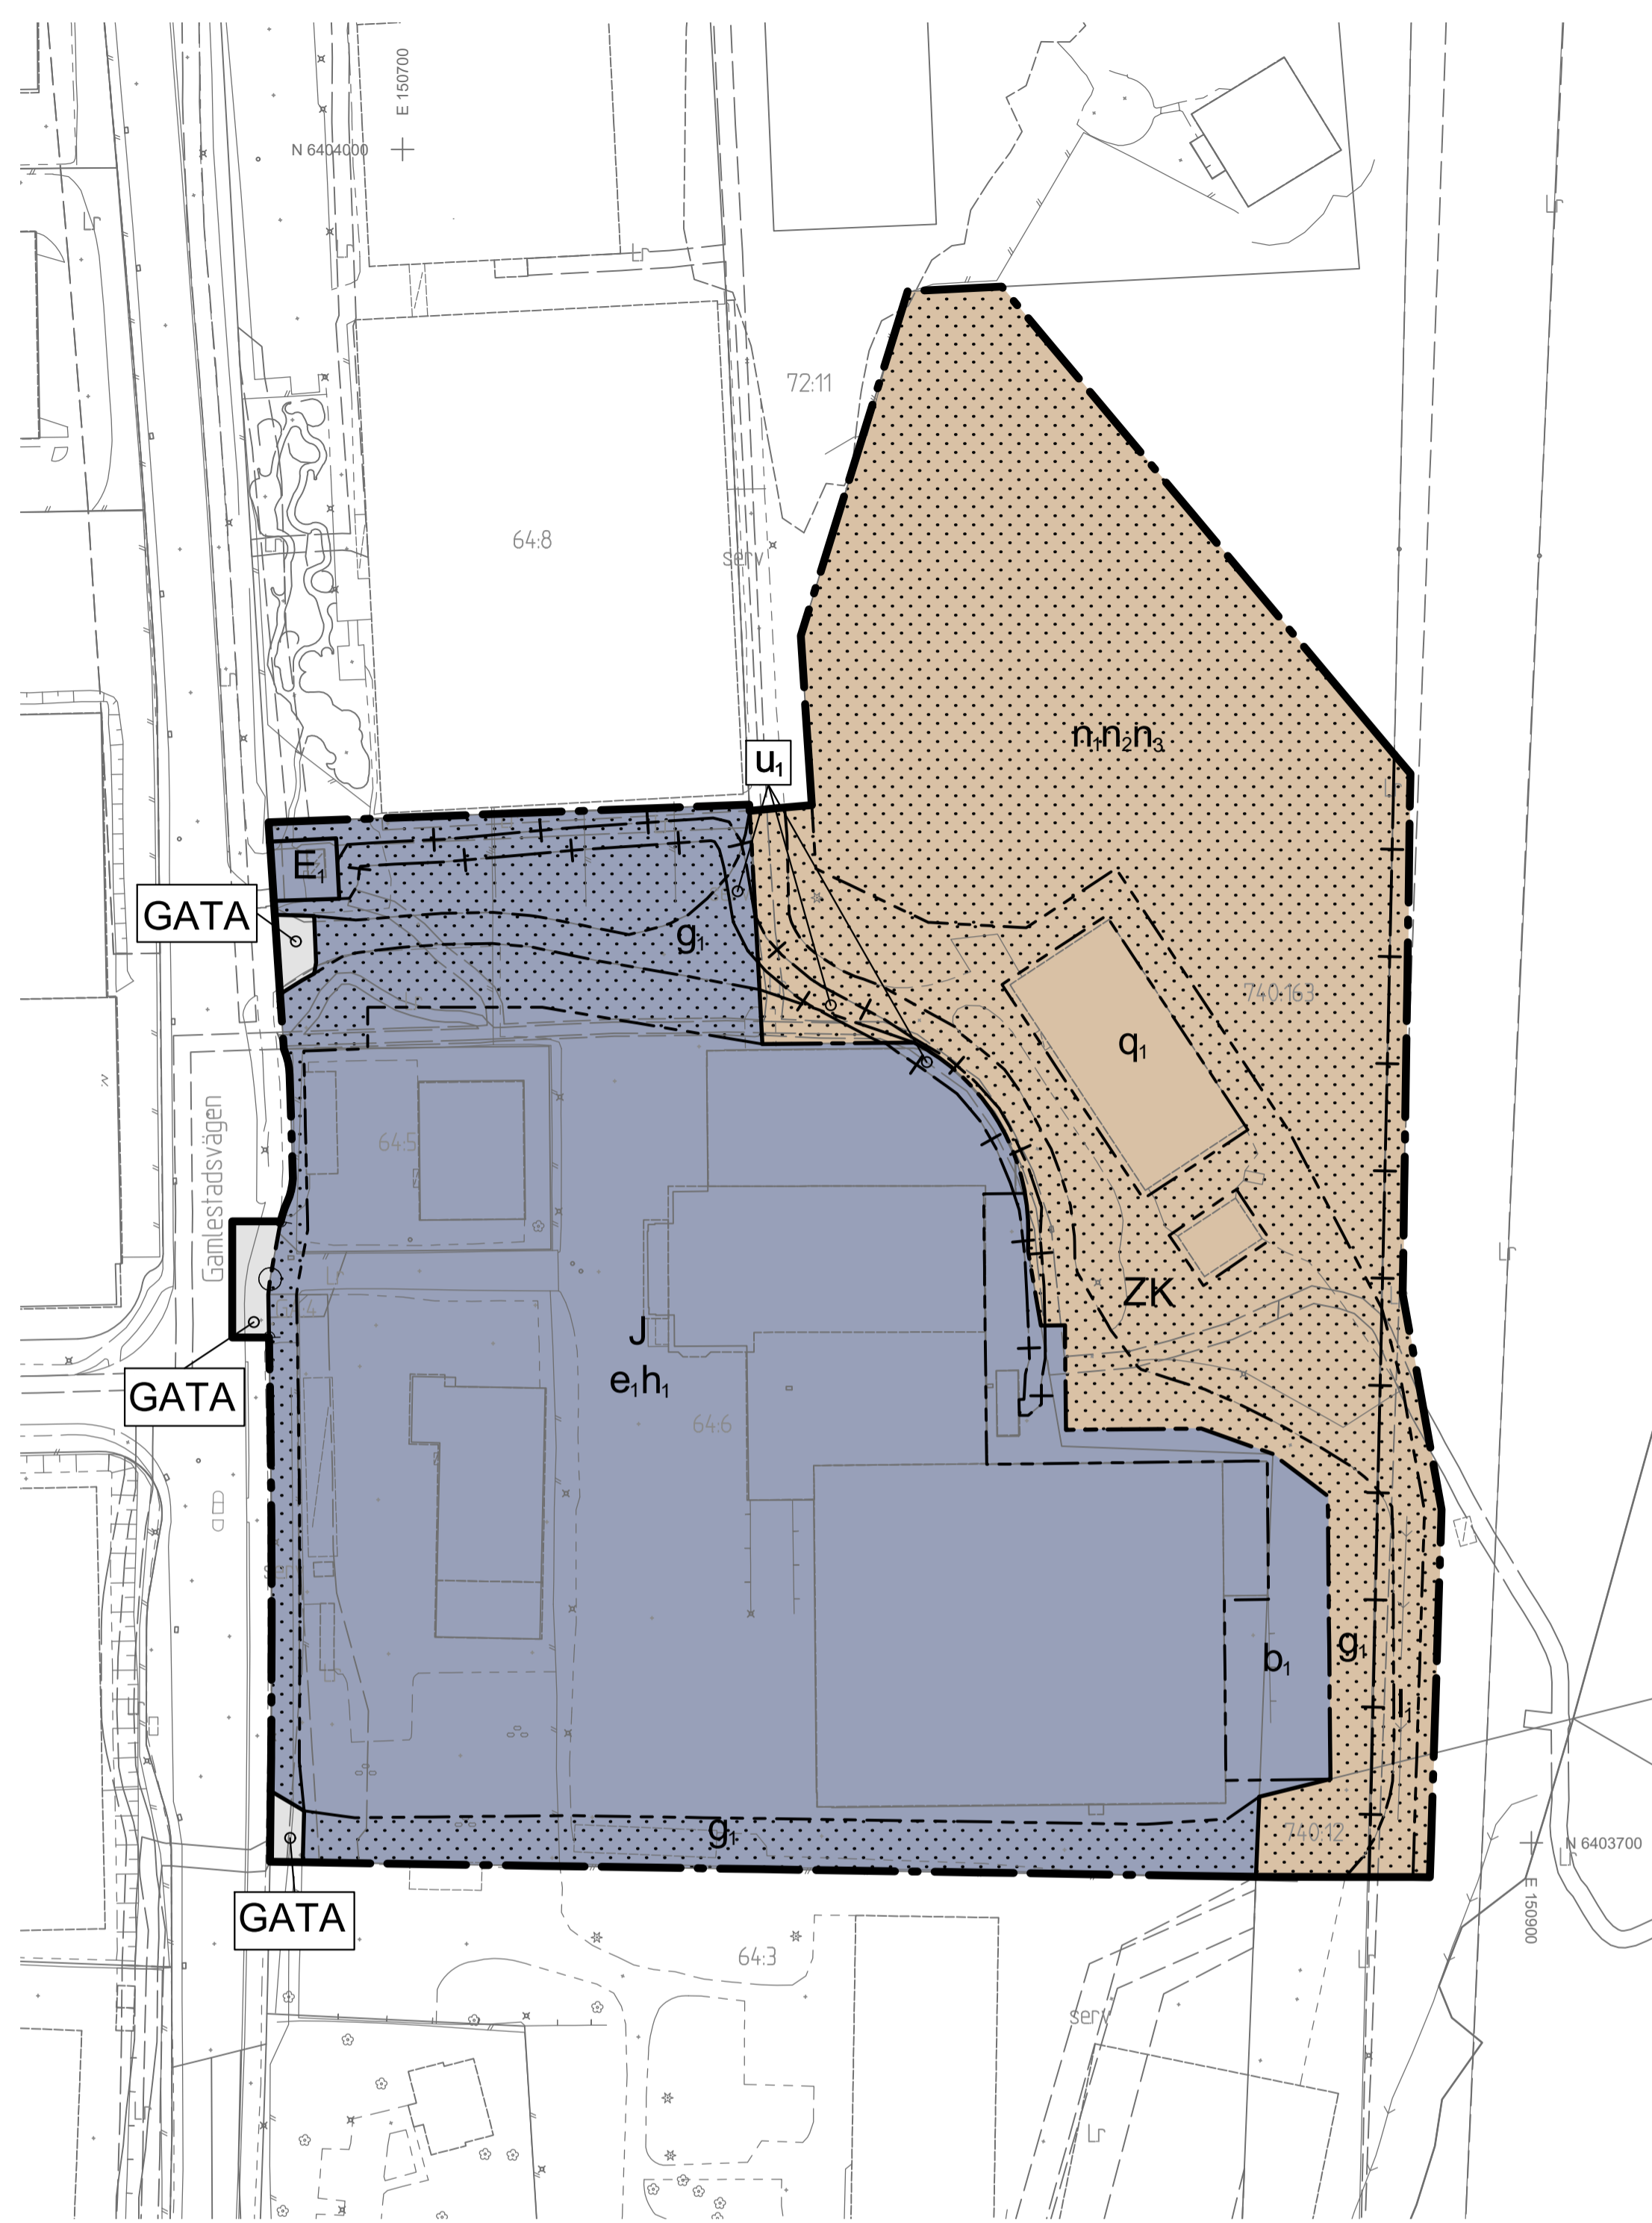 E 150700
N 6404000
72:11
64:8
serv
n₁n₂n₃
u₁
E₁
GATA
g₁
740:163
q₁
Gamlestadsvägen
64:5
ZK
J
e₁h₁
GATA
64:6
g₁
b₁
l₁
g₁
740:12
N 6403700
E 150900
GATA
64:3
serv